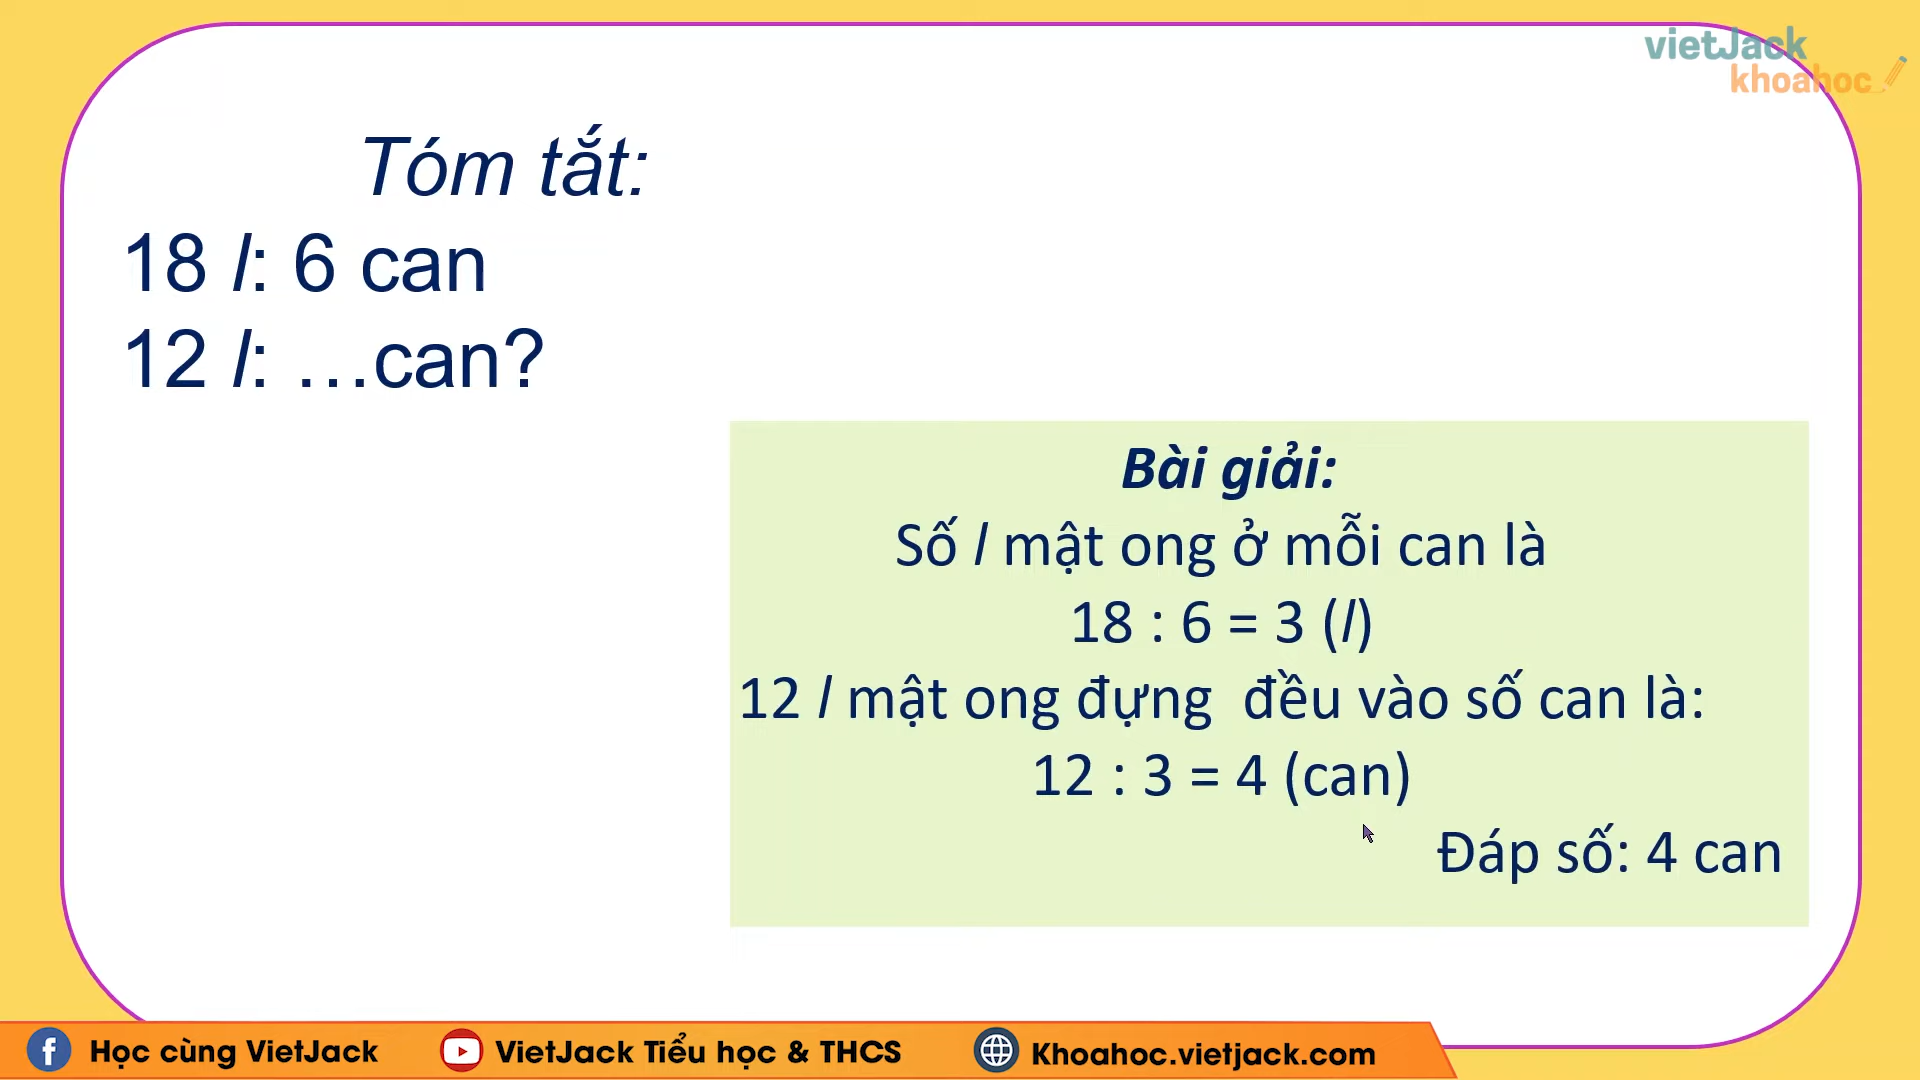 vietJack
khoahoc
Tóm tắt:
18 l: 6 can
12 l: ...can?
Bài giải:
Số l mật ong ở mỗi can là
18 : 6 = 3 (l)
12 l mật ong đựng  đều vào số can là:
12 : 3 = 4 (can)
Đáp số: 4 can
Học cùng VietJack
VietJack Tiểu học & THCS
Khoahoc.vietjack.com